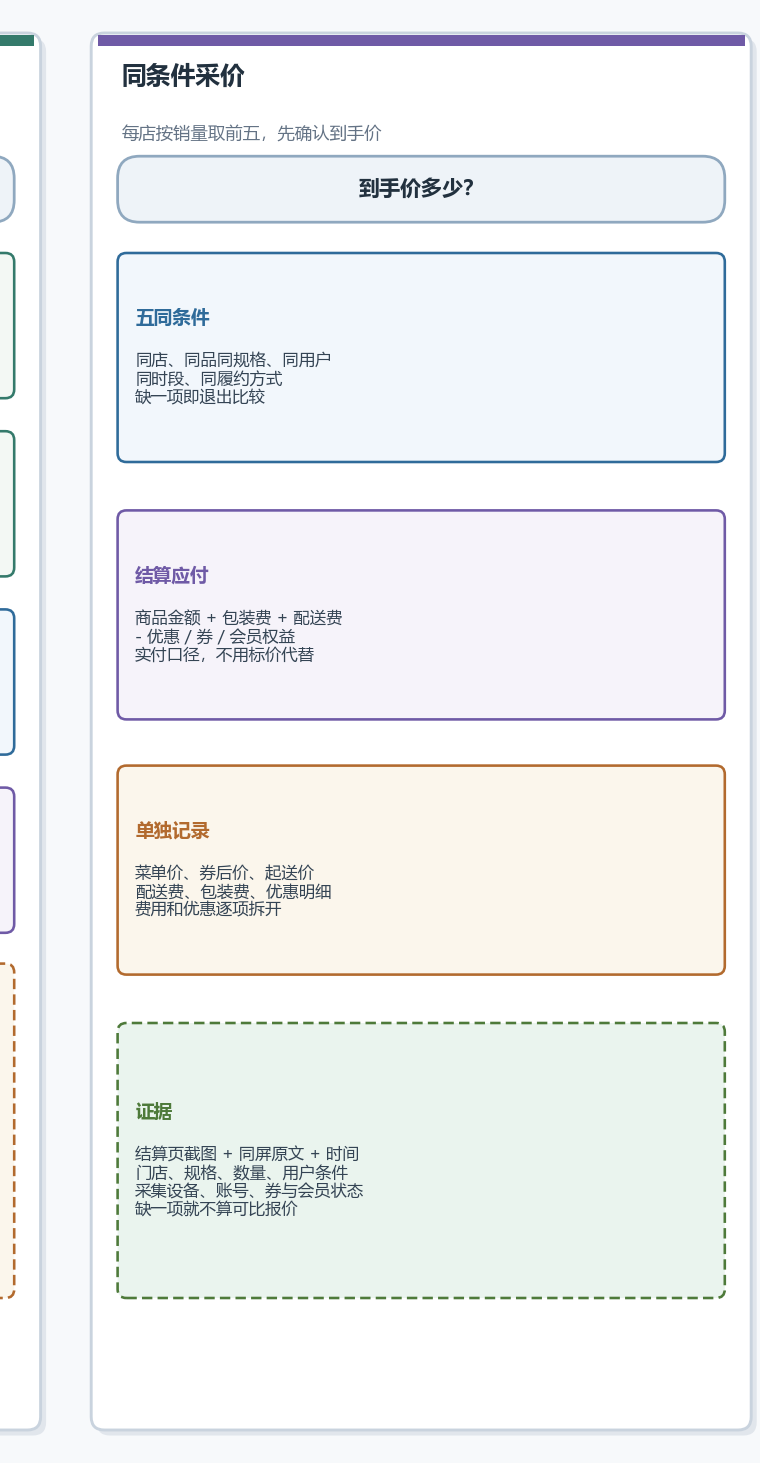 同条件采价
每店按销量取前五，先确认到手价
到手价多少?
五同条件
同店、同品同规格、同用户
同时段、同履约方式
缺一项即退出比较
结算应付
商品金额 + 包装费 + 配送费
- 优惠 / 券 / 会员权益
实付口径，不用标价代替
单独记录
菜单价、券后价、起送价
配送费、包装费、优惠明细
费用和优惠逐项拆开
证据
结算页截图 + 同屏原文 + 时间
门店、规格、数量、用户条件
采集设备、账号、券与会员状态
缺一项就不算可比报价